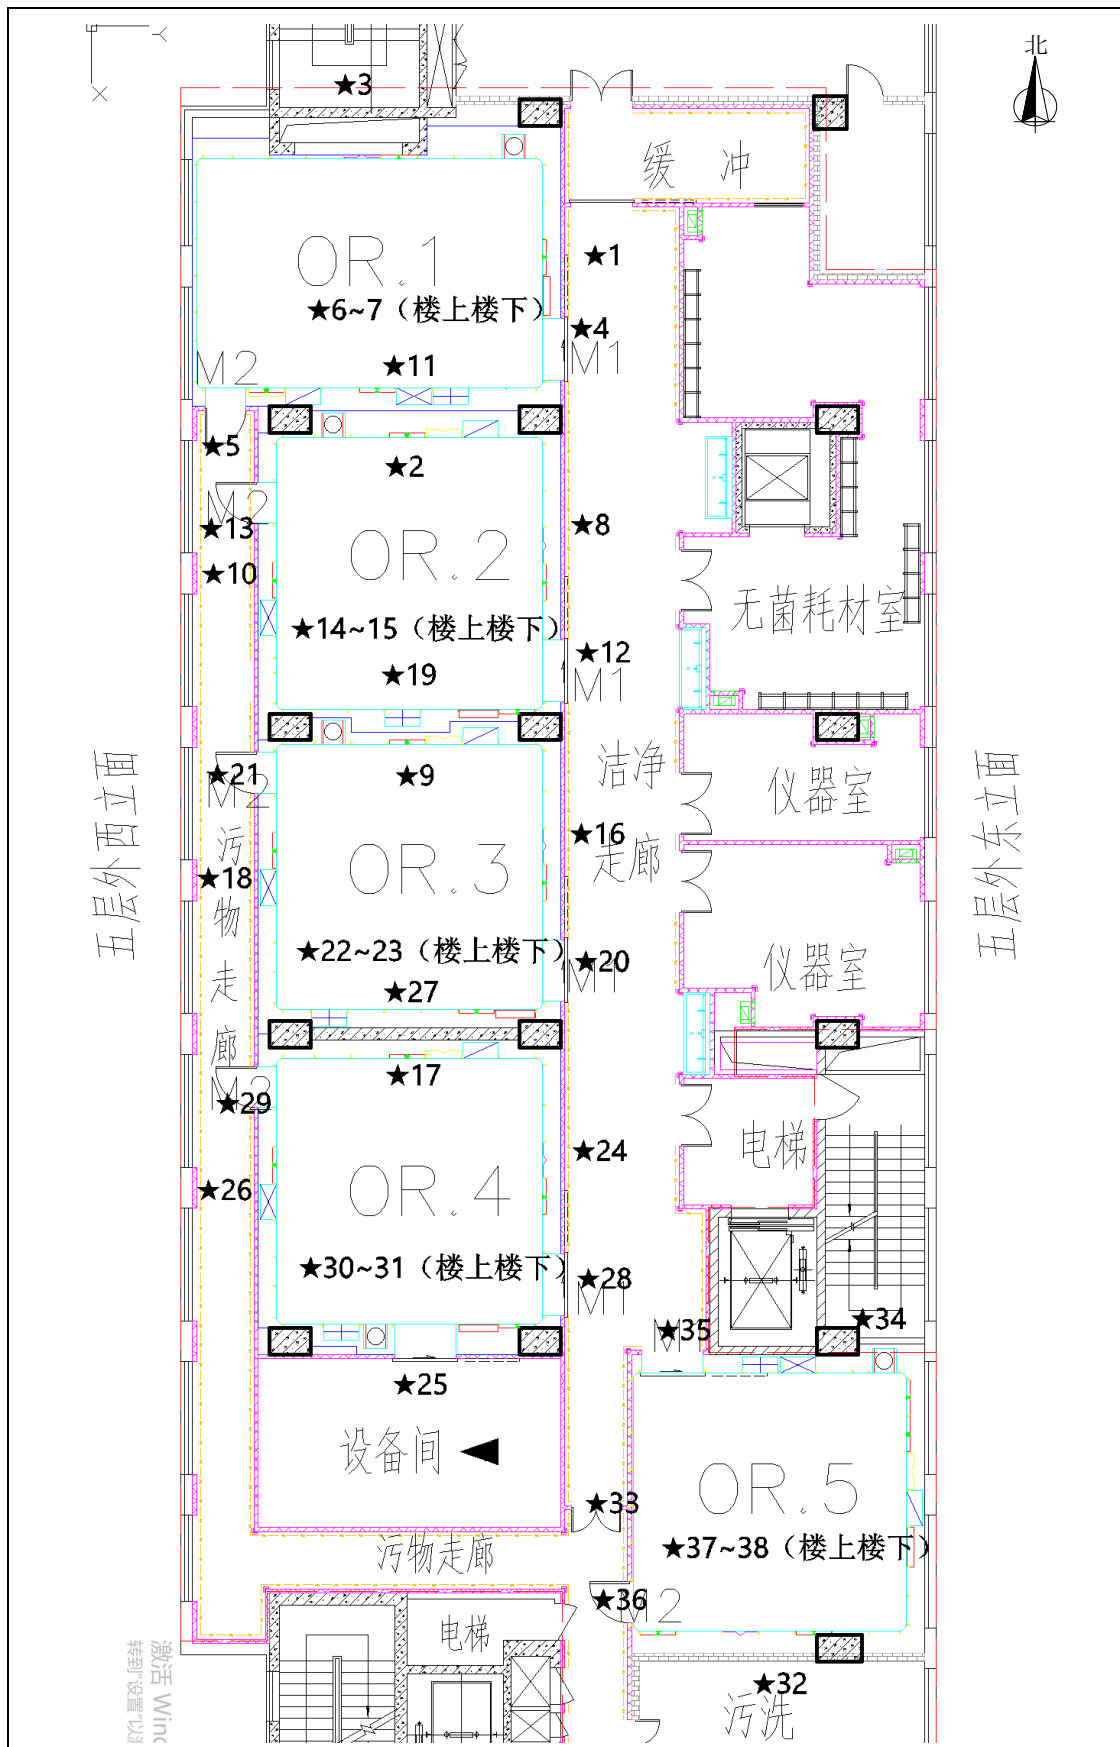 北
Y
X
★3
缓 冲
OR.1
★1
★6~7（楼上楼下）
★4
M1
★11
M2
★5
★2
M2
★13
★8
OR.2
★10
无菌耗材室
★14~15（楼上楼下）
★12
★19
M1
五层外西立面
洁净
走廊
仪器室
五层外东立面
★21
M2
★9
★16
污
物
走
廊
★18
OR.3
★22~23（楼上楼下）
★20
M1
仪器室
★27
★17
M2
★29
★24
电梯
★26
OR.4
★30~31（楼上楼下）
★28
M1
★34
★35
★25
设备间
OR.5
★33
★37~38（楼上楼下）
污物走廊
★36
M2
电梯
★32
污洗
激活 Wind
转到"设置"以激